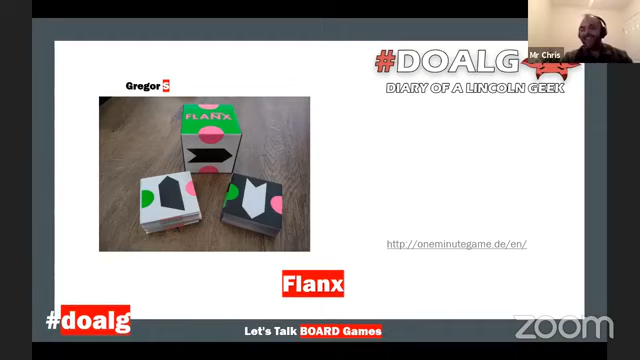 Mr Chris
#DOALG
DIARY OF A LINCOLN GEEK
Gregor S
FLANX
http://oneminutegame.de/en/
Flanx
#doalg
Let's Talk BOARD Games
zoom